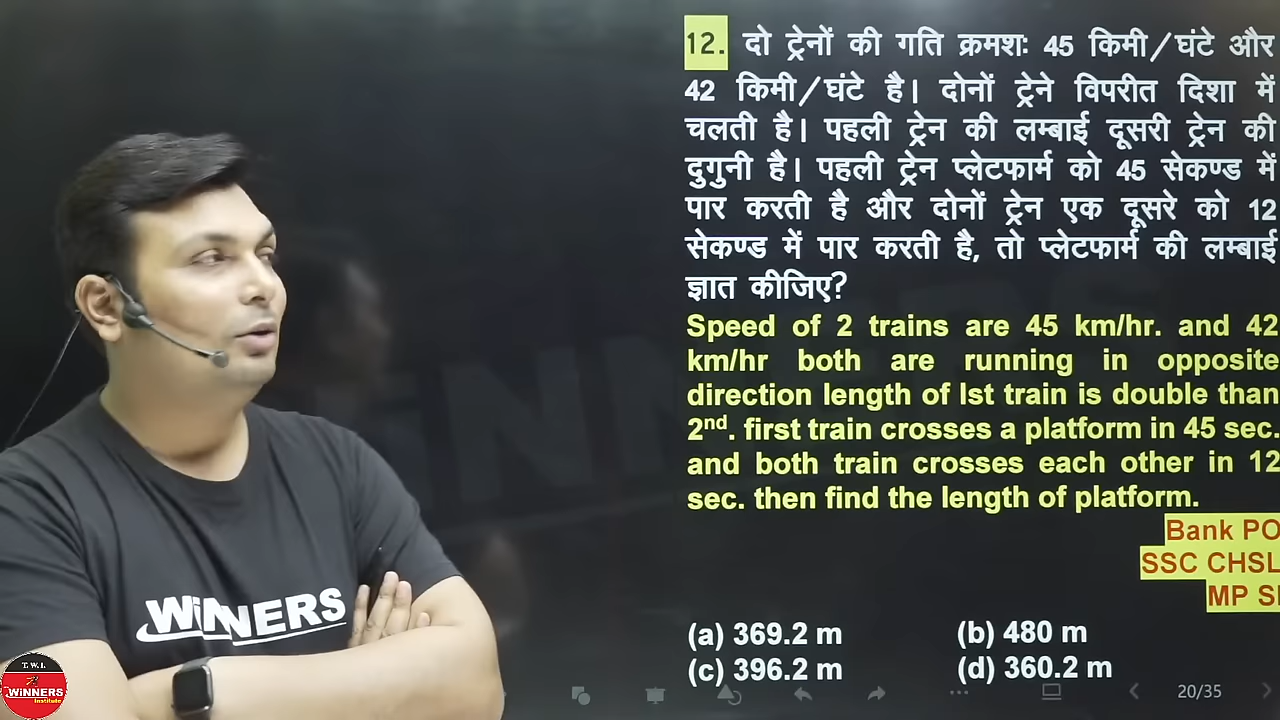 12. दो ट्रेनों की गति क्रमशः 45 किमी/घंटे और
42 किमी/घंटे है। दोनों ट्रेने विपरीत दिशा में
चलती है। पहली ट्रेन की लम्बाई दूसरी ट्रेन की
दुगुनी है। पहली ट्रेन प्लेटफार्म को 45 सेकण्ड में
पार करती है और दोनों ट्रेन एक दूसरे को 12
सेकण्ड में पार करती है, तो प्लेटफार्म की लम्बाई
ज्ञात कीजिए?
Speed of 2 trains are 45 km/hr. and 42
km/hr both are running in opposite
direction length of Ist train is double than
2nd. first train crosses a platform in 45 sec.
and both train crosses each other in 12
sec. then find the length of platform.
Bank PO
SSC CHSL
MP SI
(a) 369.2 m (b) 480 m
(c) 396.2 m (d) 360.2 m
20/35
WINNERS
T.W.I.
WINNERS
Institute